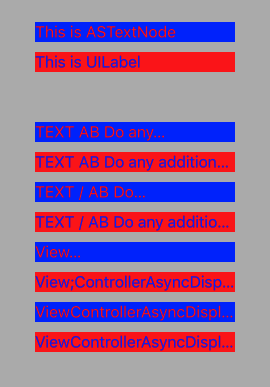 This is ASTextNode
This is UILabel
TEXT AB Do any...
TEXT AB Do any addition...
TEXT / AB Do...
TEXT / AB Do any additio...
View...
View;ControllerAsyncDisp...
ViewControllerAsyncDispl...
ViewControllerAsyncDispl...